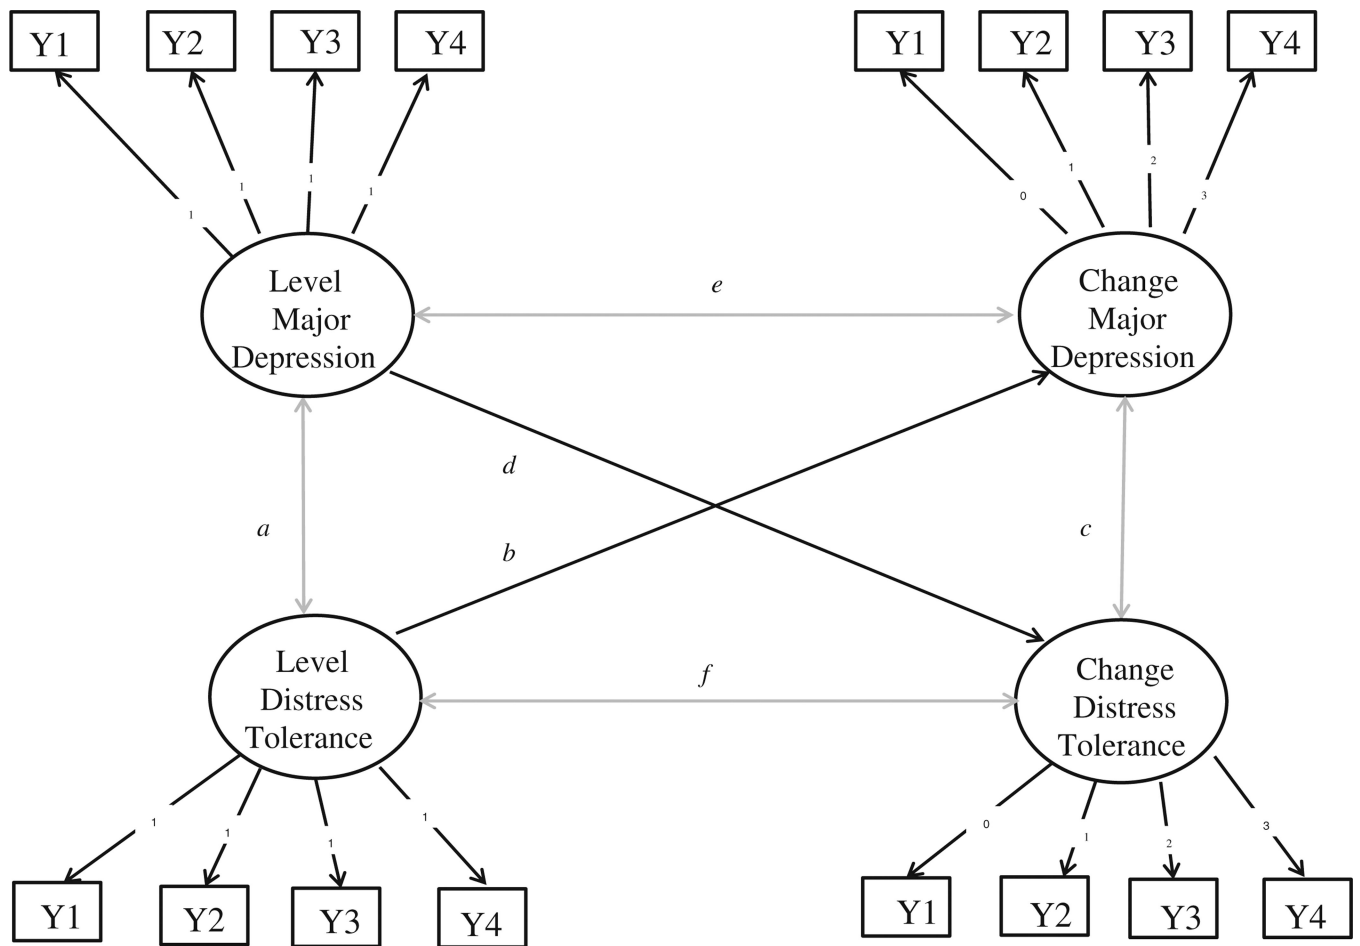 Y1 Y2 Y3 Y4 Y1 Y2 Y3 Y4
1 1 1 1 0 1 2 3
Level
Major
Depression
e
Change
Major
Depression
d
a
b
c
Level
Distress
Tolerance
f
Change
Distress
Tolerance
1 1 1 1 0 1 2 3
Y1 Y2 Y3 Y4 Y1 Y2 Y3 Y4